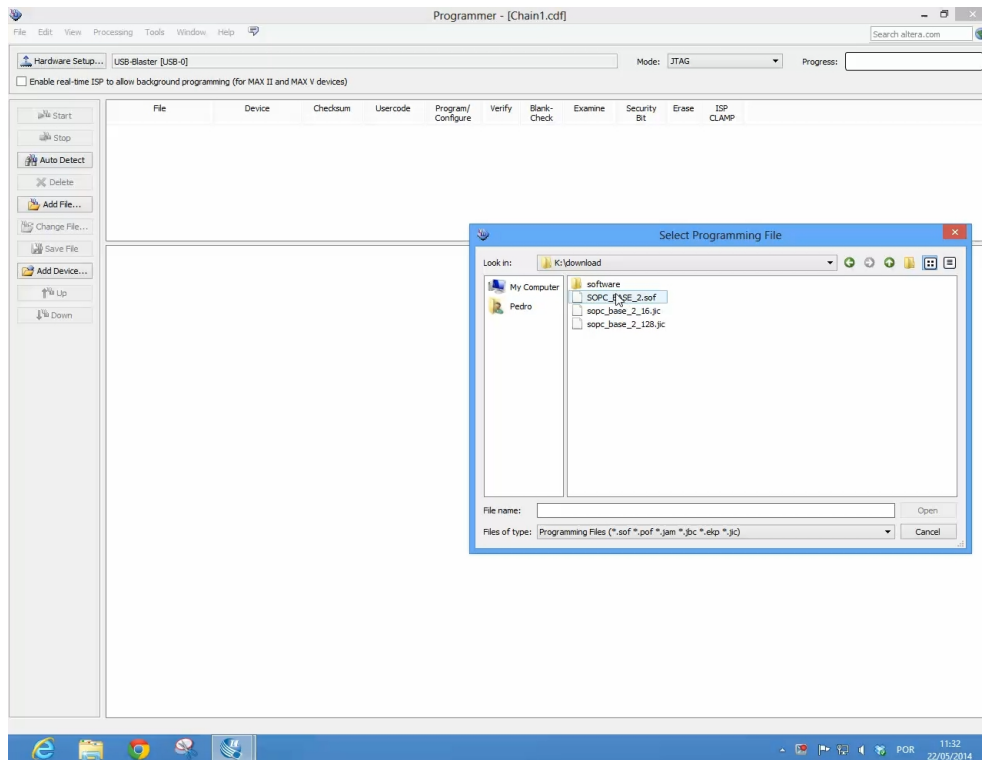 Programmer - [Chain1.cdf]
File Edit View Processing Tools Window Help
Search altera.com
Hardware Setup... USB-Blaster [USB-0] Mode: JTAG Progress:
Enable real-time ISP to allow background programming (for MAX II and MAX V devices)
File Device Checksum Usercode Program/ Configure Verify Blank- Check Examine Security Bit Erase ISP CLAMP
Start
Stop
Auto Detect
Delete
Add File...
Change File...
Save File
Add Device...
Up
Down
Select Programming File
Look in: K:\download
My Computer
Pedro
software
SOPC_BASE_2.sof
sopc_base_2_16.jic
sopc_base_2_128.jic
File name: Open
Files of type: Programming Files (*.sof *.pof *.jam *.jbc *.ekp *.jic) Cancel
POR 11:32
22/05/2014